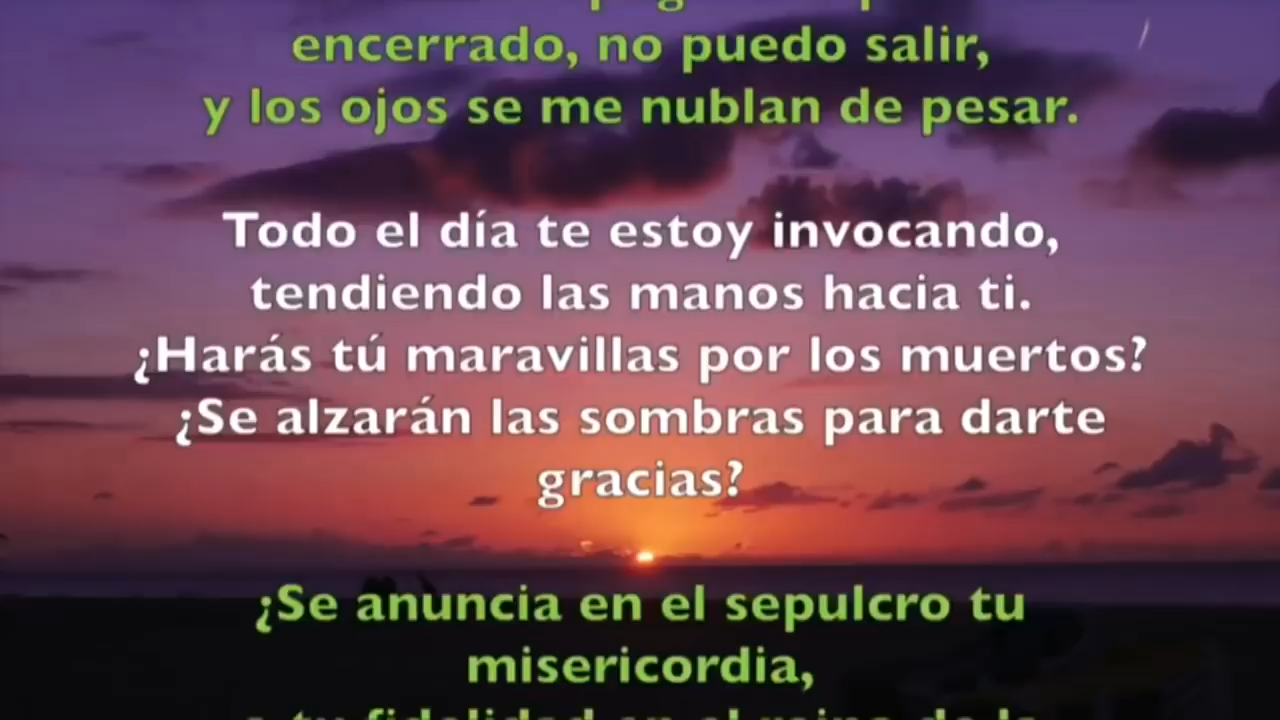 encerrado, no puedo salir,
y los ojos se me nublan de pesar.
Todo el día te estoy invocando,
tendiendo las manos hacia ti.
¿Harás tú maravillas por los muertos?
¿Se alzarán las sombras para darte
gracias?
¿Se anuncia en el sepulcro tu
misericordia,